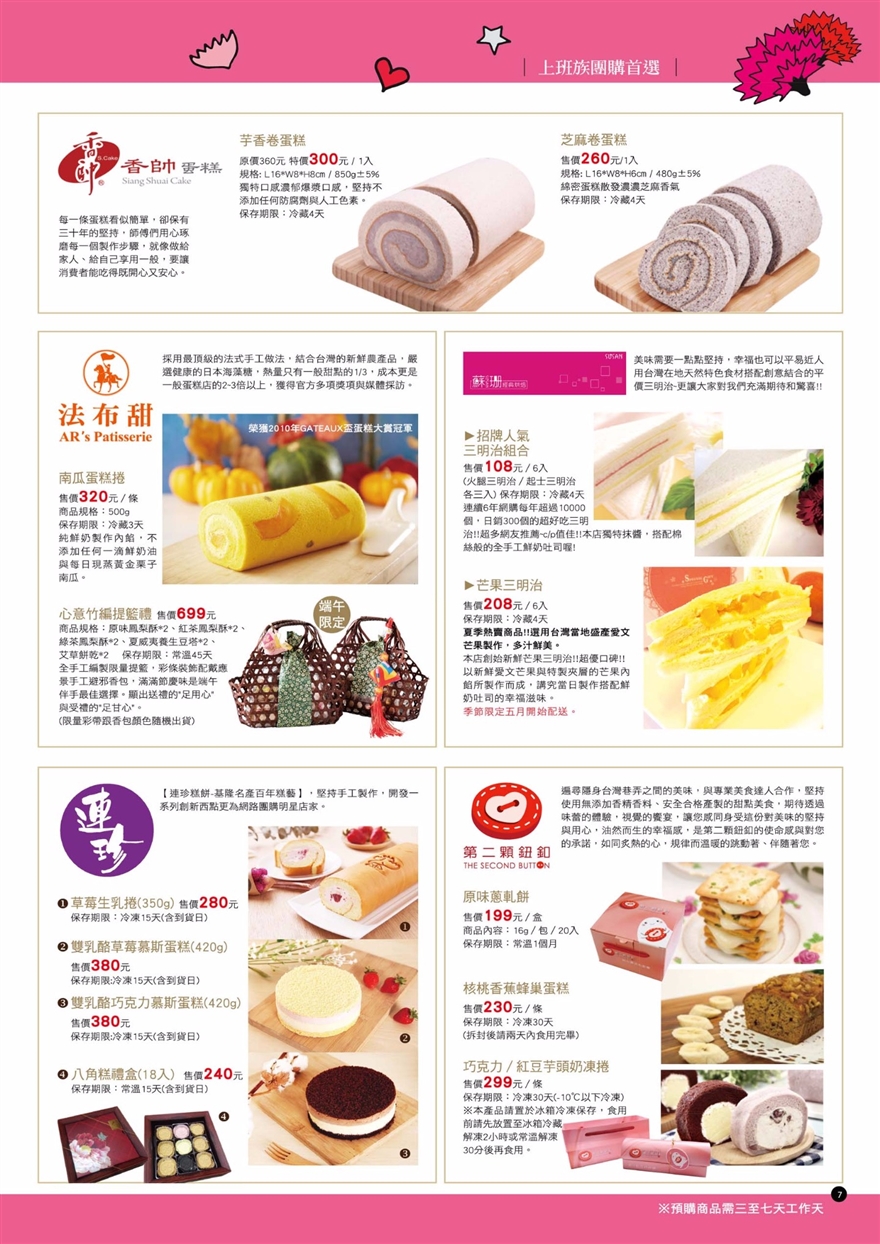 上班族團購首選
香帥
S.Cake
香帥蛋糕
Siang Shuai Cake
每一條蛋糕看似簡單，卻保有
三十年的堅持，師傅們用心琢
磨每一個製作步驟，就像做給
家人、給自己享用一般，要讓
消費者能吃得既開心又安心。
芋香卷蛋糕
原價360元 特價300元 / 1入
規格: L16*W8*H8cm / 850g±5%
獨特口感濃郁爆漿口感，堅持不
添加任何防腐劑與人工色素。
保存期限：冷藏4天
芝麻卷蛋糕
售價260元/1入
規格: L16*W8*H6cm / 480g±5%
綿密蛋糕散發濃濃芝麻香氣
保存期限：冷藏4天
法布甜
AR's Patisserie
採用最頂級的法式手工做法，結合台灣的新鮮農產品，嚴
選健康的日本海藻糖，熱量只有一般甜點的1/3，成本更是
一般蛋糕店的2-3倍以上，獲得官方多項獎項與媒體採訪。
榮獲2010年GATEAUX盃蛋糕大賞冠軍
南瓜蛋糕捲
售價320元 / 條
商品規格：500g
保存期限：冷藏3天
純鮮奶製作內餡，不
添加任何一滴鮮奶油
與每日現蒸黃金栗子
南瓜。
心意竹編提籃禮 售價699元
商品規格：原味鳳梨酥*2、紅茶鳳梨酥*2、
綠茶鳳梨酥*2、夏威夷養生豆塔*2、
艾草餅乾*2 保存期限：常溫45天
全手工編製限量提籃，彩條裝飾配戴應
景手工避邪香包，滿滿節慶味是端午
伴手最佳選擇。顯出送禮的"足用心"
與受禮的"足甘心"。
(限量彩帶跟香包顏色隨機出貨)
端午
限定
蘇珊
經典烘焙
SUSAN
美味需要一點點堅持，幸福也可以平易近人
用台灣在地天然特色食材搭配創意結合的平
價三明治-更讓大家對我們充滿期待和驚喜!!
▶招牌人氣
三明治組合
售價108元 / 6入
(火腿三明治 / 起士三明治
各三入) 保存期限：冷藏4天
連續6年網購每年超過10000
個，日銷300個的超好吃三明
治!!超多網友推薦~c/p值佳!!本店獨特抹醬，搭配棉
絲般的全手工鮮奶吐司喔!
▶芒果三明治
售價208元 / 6入
保存期限：冷藏4天
夏季熱賣商品!!選用台灣當地盛產愛文
芒果製作，多汁鮮美。
本店創始新鮮芒果三明治!!超優口碑!!
以新鮮愛文芒果與特製夾層的芒果內
餡所製作而成，講究當日製作搭配鮮
奶吐司的幸福滋味。
季節限定五月開始配送。
連珍
【連珍糕餅-基隆名產百年糕藝】，堅持手工製作，開發一
系列創新西點更為網路團購明星店家。
❶草莓生乳捲(350g) 售價280元
保存期限：冷凍15天(含到貨日)
❷雙乳酪草莓慕斯蛋糕(420g)
售價380元
保存期限:冷凍15天(含到貨日)
❸雙乳酪巧克力慕斯蛋糕(420g)
售價380元
保存期限:冷凍15天(含到貨日)
❹八角糕禮盒(18入) 售價240元
保存期限：常溫15天(含到貨日)
❶
❷
❸
❹
第二顆鈕釦
THE SECOND BUTTON
遍尋隱身台灣巷弄之間的美味，與專業美食達人合作，堅持
使用無添加香精香料、安全合格產製的甜點美食，期待透過
味蕾的體驗，視覺的饗宴，讓您感同身受這份對美味的堅持
與用心，油然而生的幸福感，是第二顆鈕釦的使命感與對您
的承諾，如同炙熱的心，規律而溫暖的跳動著、伴隨著您。
原味蔥軋餅
售價199元 / 盒
商品內容：16g / 包 / 20入
保存期限：常溫1個月
核桃香蕉蜂巢蛋糕
售價230元 / 條
保存期限：冷凍30天
(拆封後請兩天內食用完畢)
巧克力 / 紅豆芋頭奶凍捲
售價299元 / 條
保存期限：冷凍30天(-10℃以下冷凍)
※本產品請置於冰箱冷凍保存，食用
前請先放置至冰箱冷藏
解凍2小時或常溫解凍
30分後再食用。
7
※預購商品需三至七天工作天